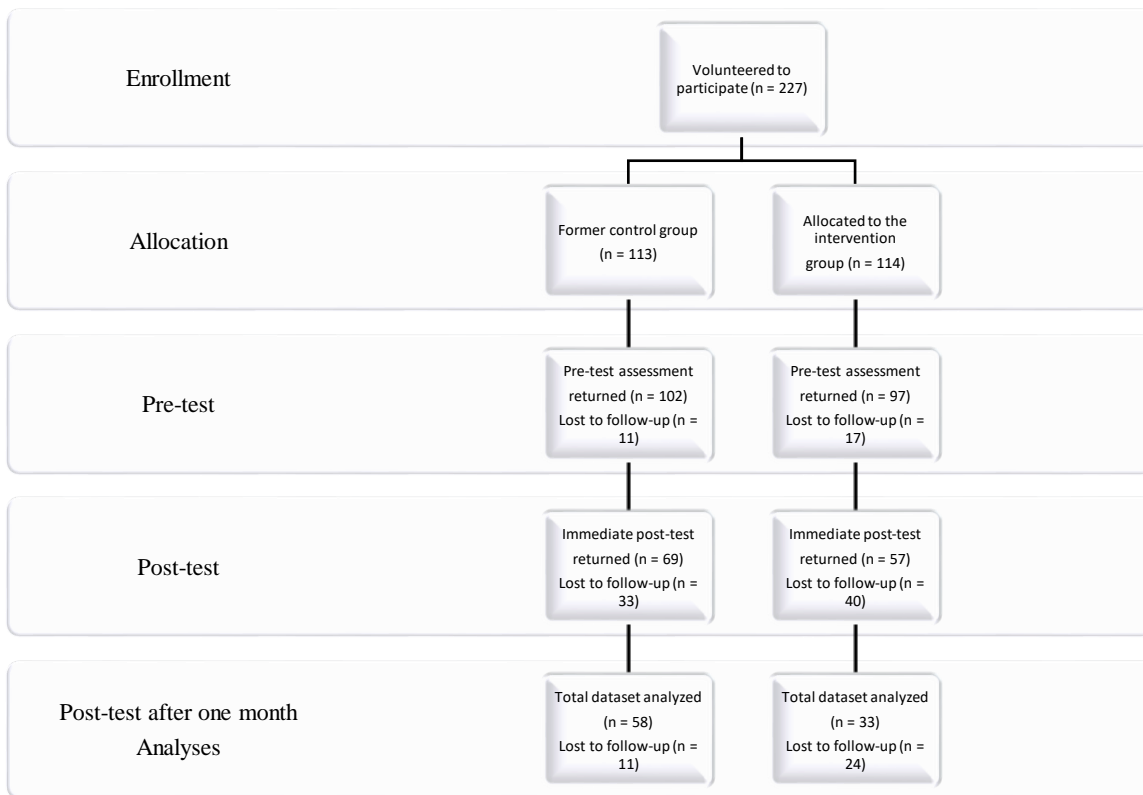 Enrollment
Volunteered to
participate (n = 227)
Allocation
Former control group
(n = 113)
Allocated to the
intervention
group (n = 114)
Pre-test
Pre-test assessment
returned (n = 102)
Lost to follow-up (n =
11)
Pre-test assessment
returned (n = 97)
Lost to follow-up (n =
17)
Post-test
Immediate post-test
returned (n = 69)
Lost to follow-up (n =
33)
Immediate post-test
returned (n = 57)
Lost to follow-up (n =
40)
Post-test after one month
Analyses
Total dataset analyzed
(n = 58)
Lost to follow-up (n =
11)
Total dataset analyzed
(n = 33)
Lost to follow-up (n =
24)